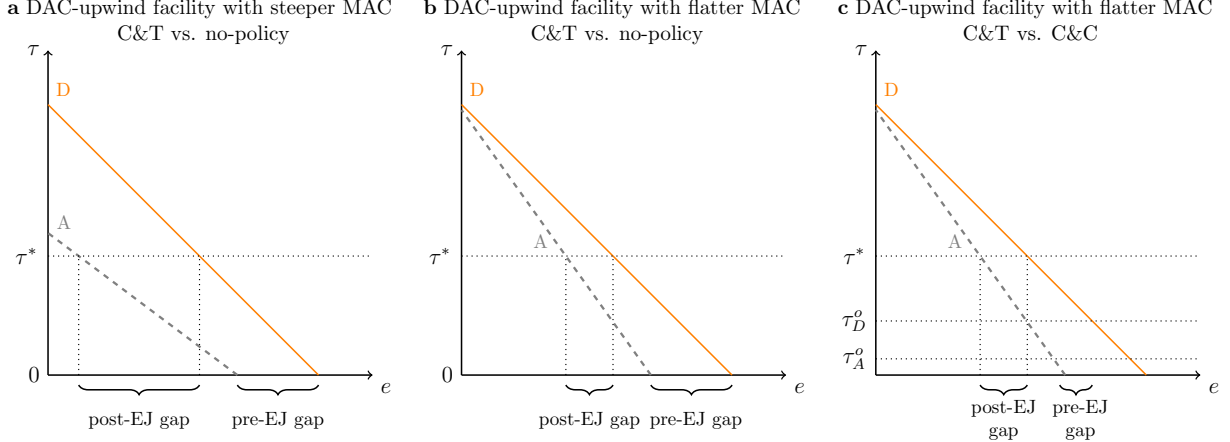 a DAC-upwind facility with steeper MAC
C&T vs. no-policy
τ
D
A
τ*
0
e
post-EJ gap
pre-EJ gap
b DAC-upwind facility with flatter MAC
C&T vs. no-policy
τ
D
A
τ*
0
e
post-EJ gap
pre-EJ gap
c DAC-upwind facility with flatter MAC
C&T vs. C&C
τ
D
A
τ*
τ_D^o
τ_A^o
e
post-EJ
gap
pre-EJ
gap